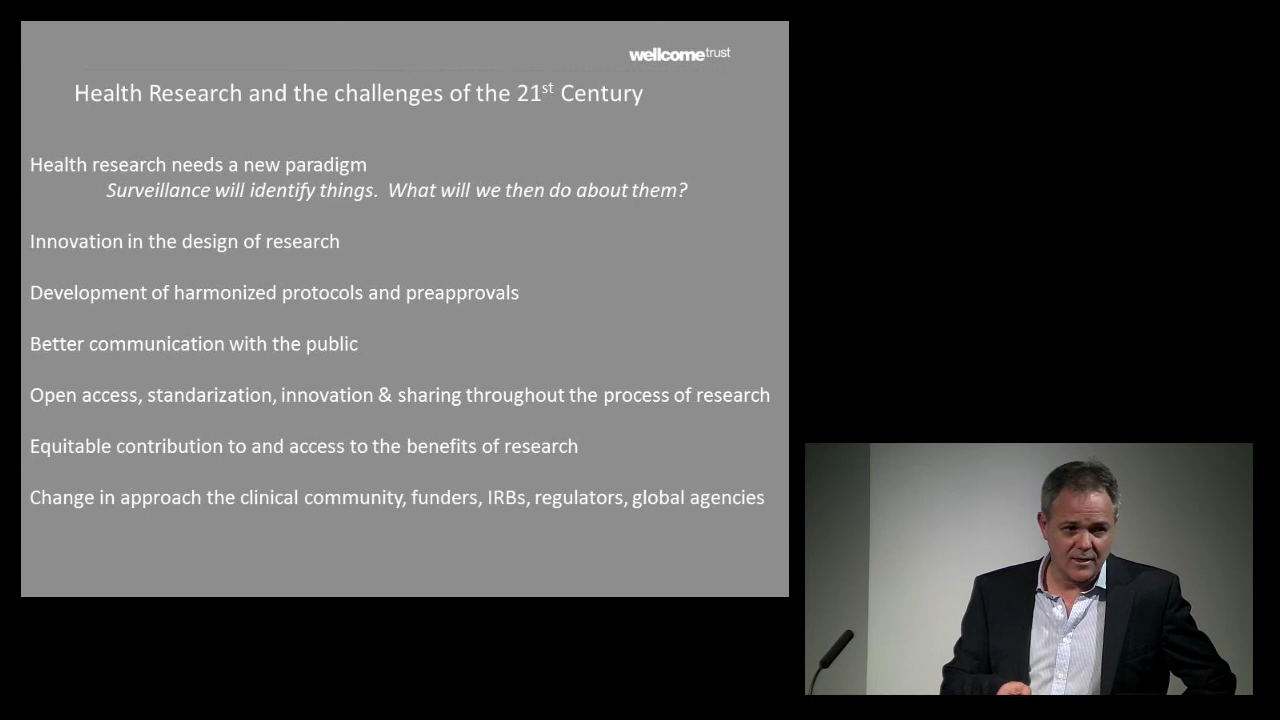 wellcometrust
Health Research and the challenges of the 21st Century
Health research needs a new paradigm
Surveillance will identify things. What will we then do about them?
Innovation in the design of research
Development of harmonized protocols and preapprovals
Better communication with the public
Open access, standarization, innovation & sharing throughout the process of research
Equitable contribution to and access to the benefits of research
Change in approach the clinical community, funders, IRBs, regulators, global agencies